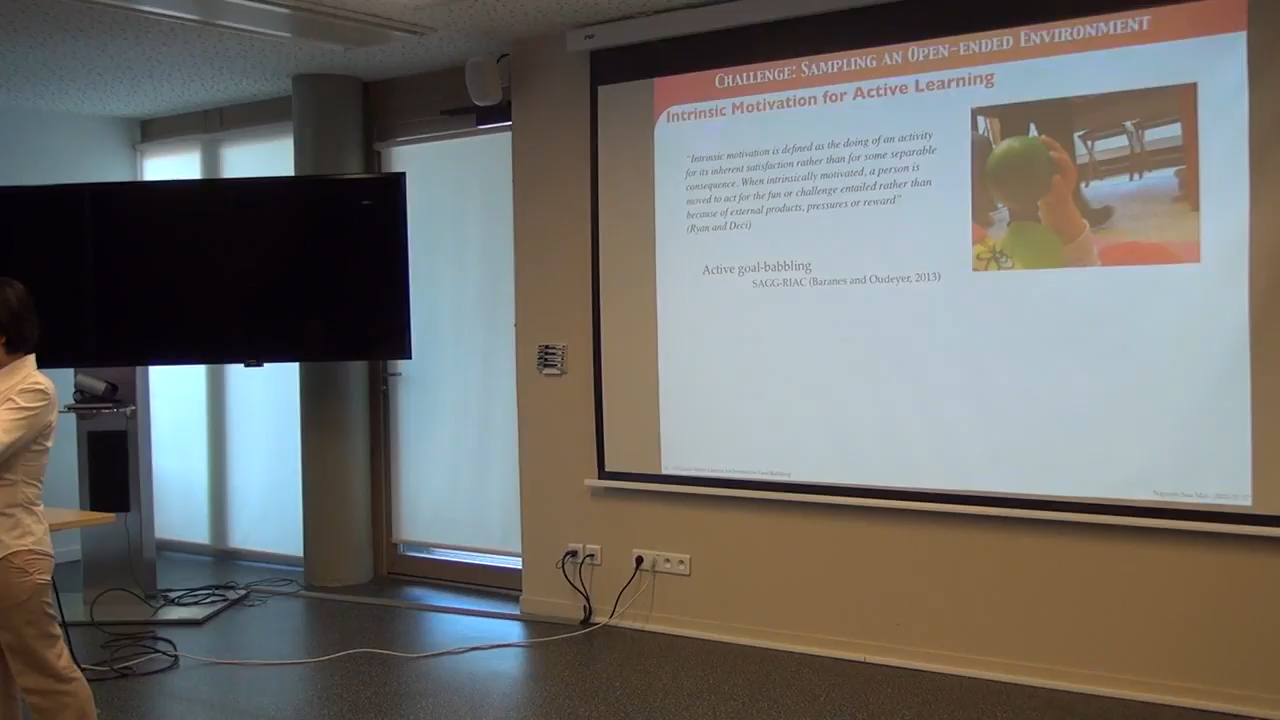 CHALLENGE: SAMPLING AN OPEN-ENDED ENVIRONMENT
Intrinsic Motivation for Active Learning
"Intrinsic motivation is defined as the doing of an activity
for its inherent satisfaction rather than for some separable
consequence. When intrinsically motivated, a person is
moved to act for the fun or challenge entailed rather than
because of external products, pressures or reward"
(Ryan and Deci)
Active goal-babbling
SAGG-RIAC (Baranes and Oudeyer, 2013)